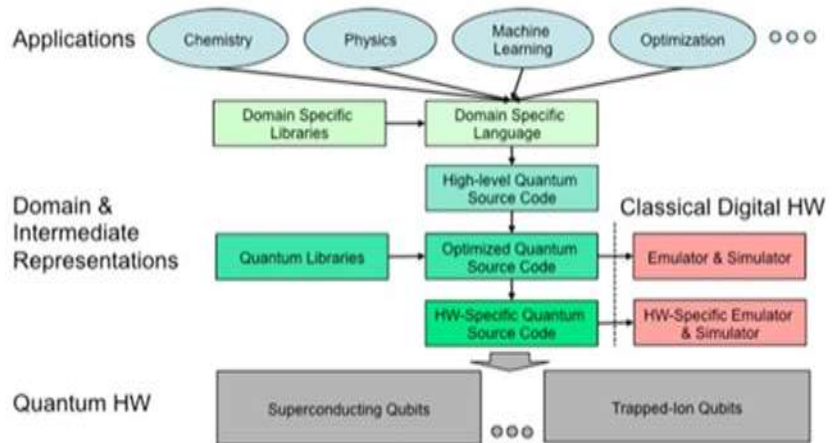 Applications
Chemistry
Physics
Machine
Learning
Optimization
Domain Specific
Libraries
Domain Specific
Language
High-level Quantum
Source Code
Domain &
Intermediate
Representations
Classical Digital HW
Quantum Libraries
Optimized Quantum
Source Code
Emulator & Simulator
HW-Specific Quantum
Source Code
HW-Specific Emulator
& Simulator
Quantum HW
Superconducting Qubits
Trapped-Ion Qubits